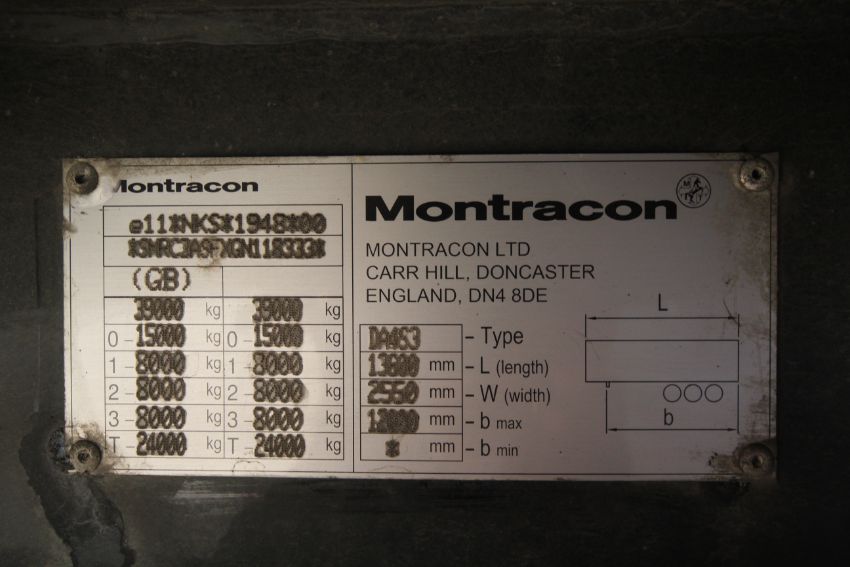 Montracon
e11*NKS*1948*00
(GB)
39000 kg 39000 kg
0-15000 kg 0-15000 kg
1-8000 kg 1-8000 kg
2-8000 kg 2-8000 kg
3-8000 kg 3-8000 kg
T-24000 kg T-24000 kg
Montracon
MONTRACON LTD
CARR HILL, DONCASTER
ENGLAND, DN4 8DE
DA4S3 - Type
13600 mm - L (length)
2550 mm - W (width)
mm - b max
* mm - b min
L
b